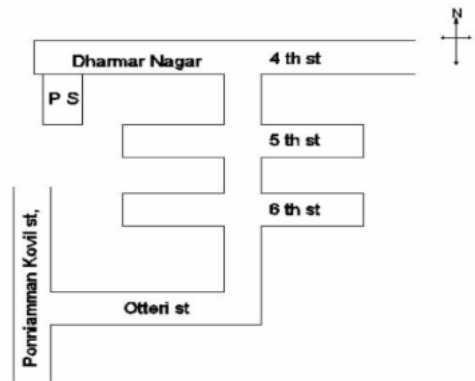 N
Dharmar Nagar 4 th st
P S
5 th st
6 th st
Ponniamman Kovil st,
Otteri st